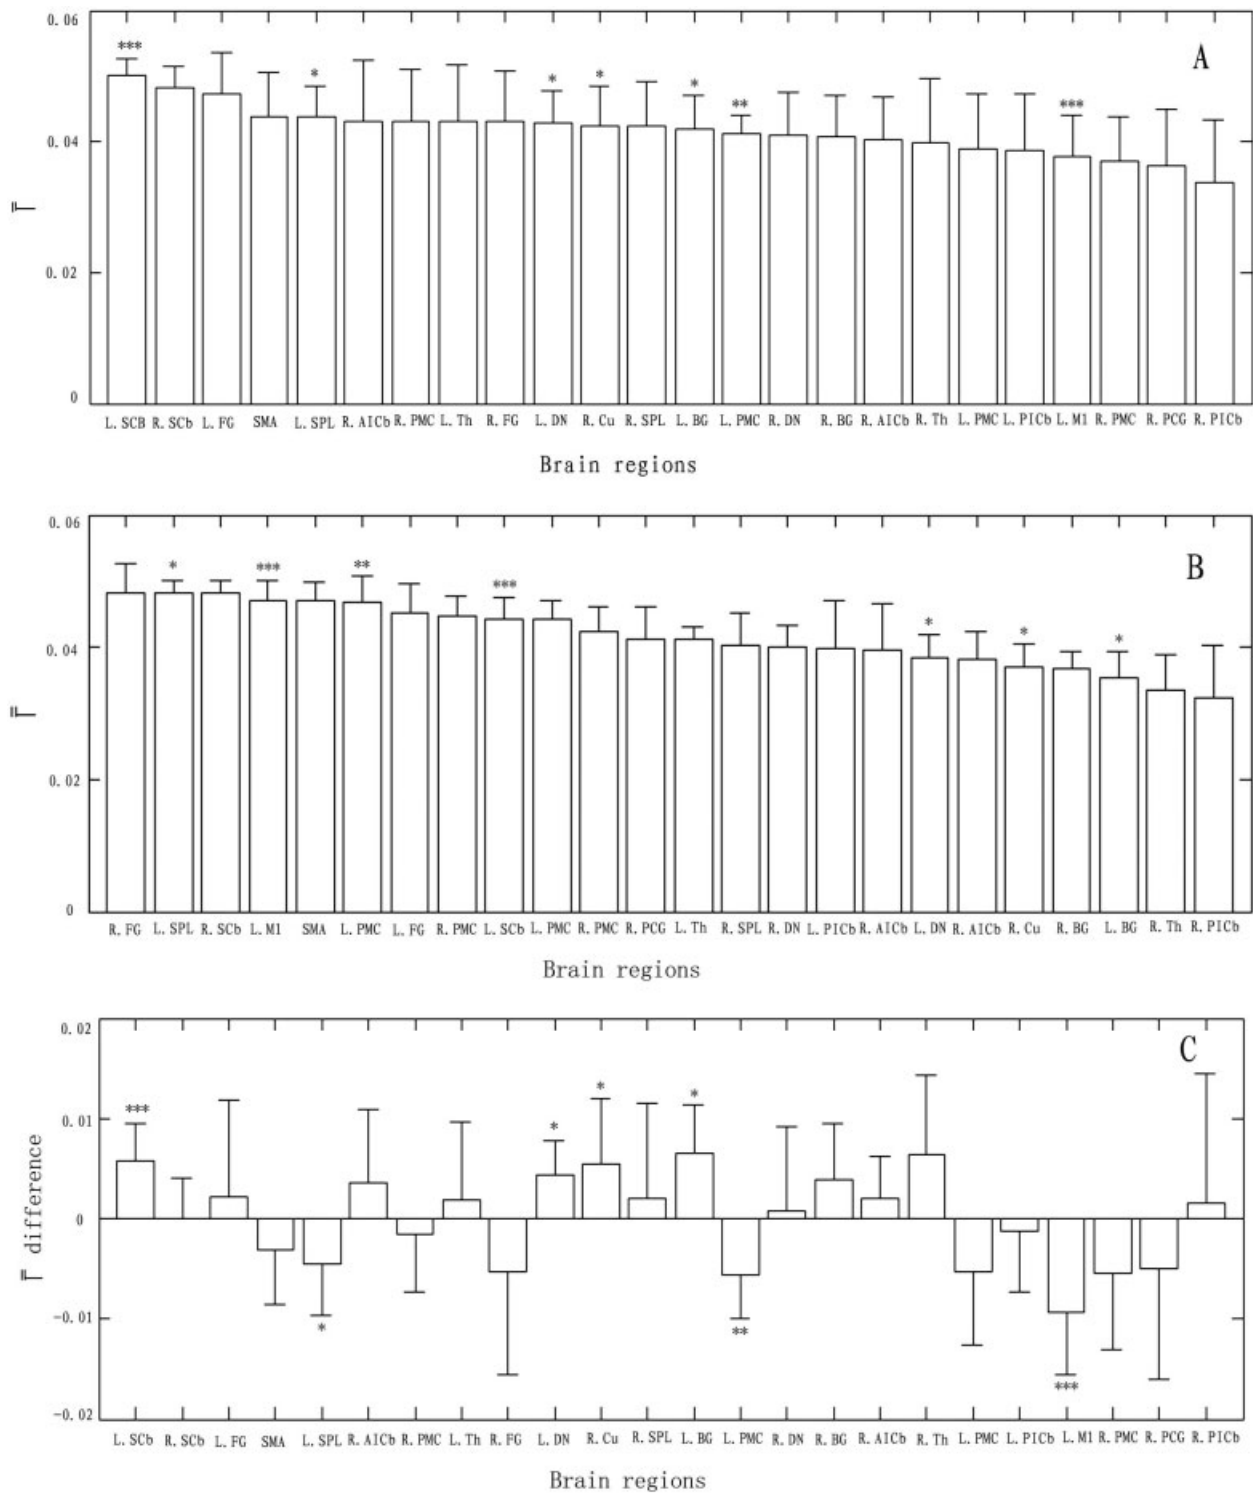 0.06
A
*** * * * * ** ***
0.04
Γ̄
0.02
0
L.SCB R.SCb L.FG SMA L.SPL R.AICb R.PMC L.Th R.FG L.DN R.Cu R.SPL L.BG L.PMC R.DN R.BG R.AICb R.Th L.PMC L.PICb L.M1 R.PMC R.PCG R.PICb
Brain regions
0.06
B
* *** ** *** * * *
0.04
Γ̄
0.02
0
R.FG L.SPL R.SCb L.M1 SMA L.PMC L.FG R.PMC L.SCb L.PMC R.PMC R.PCG L.Th R.SPL R.DN L.PICb R.AICb L.DN R.AICb R.Cu R.BG L.BG R.Th R.PICb
Brain regions
0.02
C
*** * * *
0.01
0
Γ̄ difference
-0.01
* ** ***
-0.02
L.SCb R.SCb L.FG SMA L.SPL R.AICb R.PMC L.Th R.FG L.DN R.Cu R.SPL L.BG L.PMC R.DN R.BG R.AICb R.Th L.PMC L.PICb L.M1 R.PMC R.PCG R.PICb
Brain regions